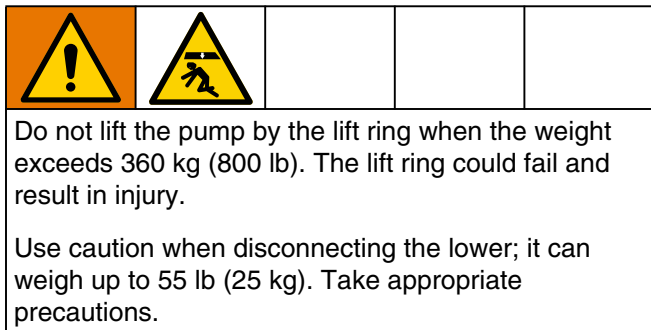 Do not lift the pump by the lift ring when the weight
exceeds 360 kg (800 lb). The lift ring could fail and
result in injury.
Use caution when disconnecting the lower; it can
weigh up to 55 lb (25 kg). Take appropriate
precautions.